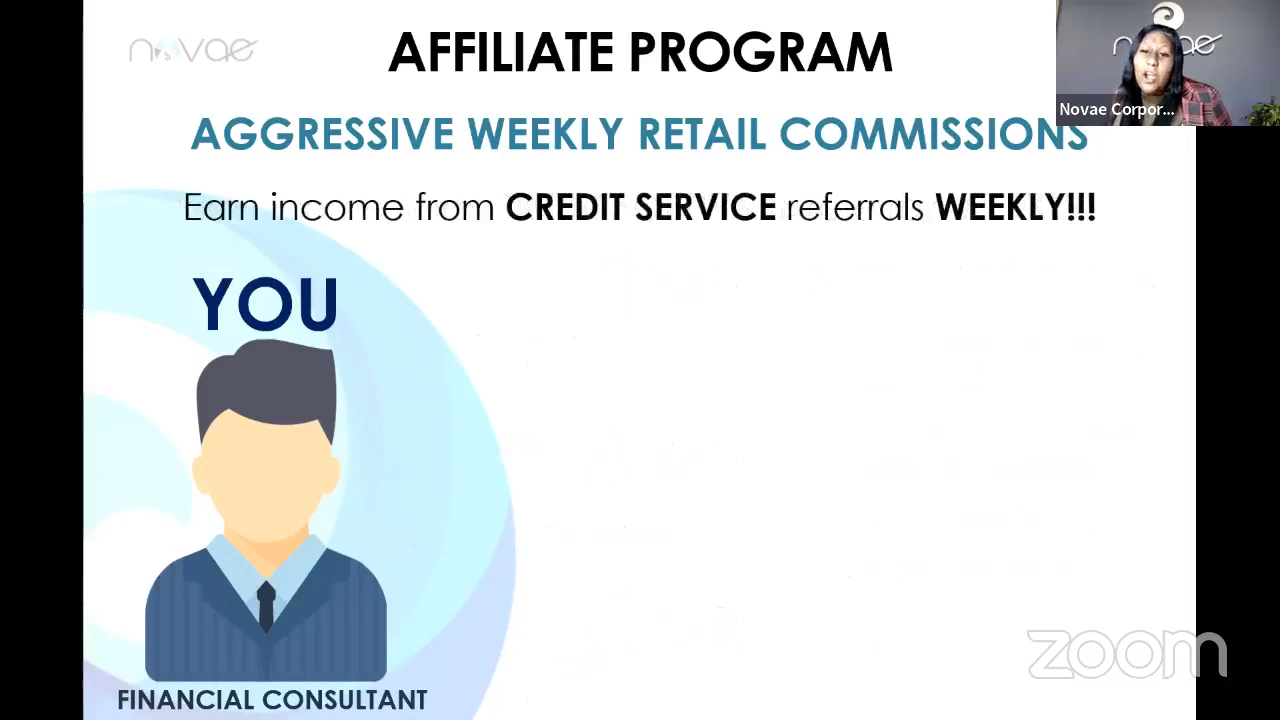 novae
AFFILIATE PROGRAM
novae
Novae Corpor...
AGGRESSIVE WEEKLY RETAIL COMMISSIONS
Earn income from CREDIT SERVICE referrals WEEKLY!!!
YOU
zoom
FINANCIAL CONSULTANT